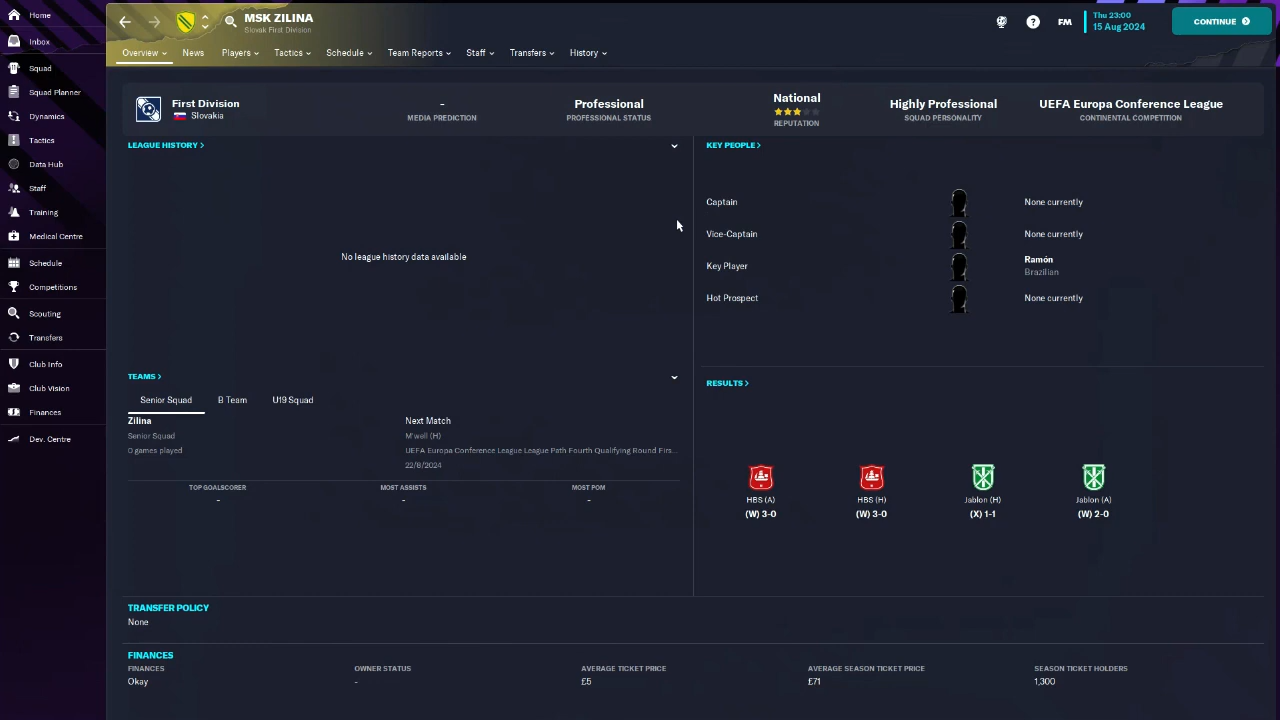 Home
Inbox
Squad
Squad Planner
Dynamics
Tactics
Data Hub
Staff
Training
Medical Centre
Schedule
Competitions
Scouting
Transfers
Club Info
Club Vision
Finances
Dev. Centre
MSK ZILINA
Slovak First Division
FM
Thu 23:00
15 Aug 2024
CONTINUE
Overview
News
Players
Tactics
Schedule
Team Reports
Staff
Transfers
History
First Division
Slovakia
-
MEDIA PREDICTION
Professional
PROFESSIONAL STATUS
National
REPUTATION
Highly Professional
SQUAD PERSONALITY
UEFA Europa Conference League
CONTINENTAL COMPETITION
LEAGUE HISTORY >
No league history data available
KEY PEOPLE >
Captain
None currently
Vice-Captain
None currently
Key Player
Ramón
Brazilian
Hot Prospect
None currently
TEAMS >
Senior Squad
B Team
U19 Squad
Zilina
Senior Squad
0 games played
Next Match
M'well (H)
UEFA Europa Conference League League Path Fourth Qualifying Round Firs...
22/8/2024
TOP GOALSCORER
-
MOST ASSISTS
-
MOST POM
-
RESULTS >
HBS (A)
(W) 3-0
HBS (H)
(W) 3-0
Jablon (H)
(X) 1-1
Jablon (A)
(W) 2-0
TRANSFER POLICY
None
FINANCES
FINANCES
Okay
OWNER STATUS
-
AVERAGE TICKET PRICE
£5
AVERAGE SEASON TICKET PRICE
£71
SEASON TICKET HOLDERS
1,300